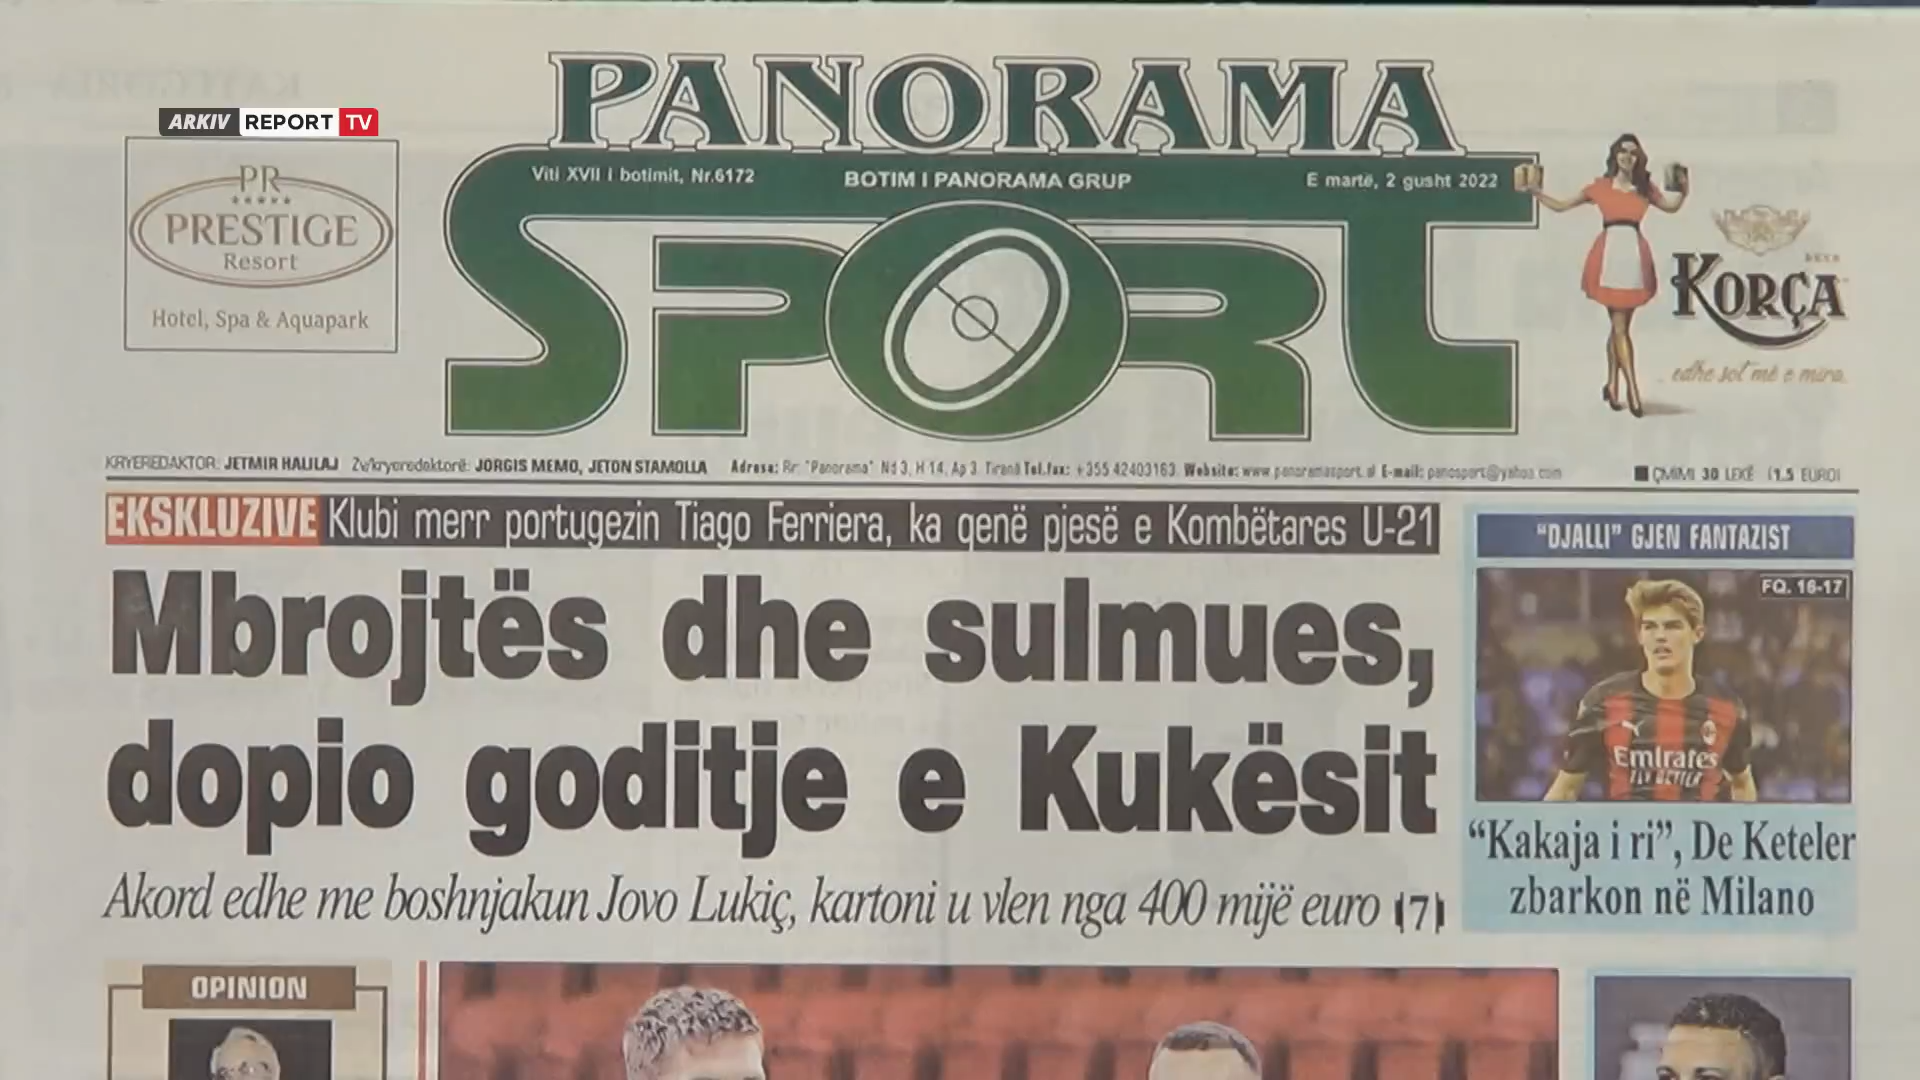 PANORAMA
ARKIV REPORT TV
Viti XVII i botimit, Nr.6172
BOTIM I PANORAMA GRUP
E martë, 2 gusht 2022
SPORT
PR
PRESTIGE
Resort
Hotel, Spa & Aquapark
KORÇA
edhe sot më e mira.
KRYEREDAKTOR: JETMIR HALILAJ Zv/kryeredaktorë: JORGIS MEMO, JETON STAMOLLA Adresa: Rr. "Panorama" Nd 3, H 14, Ap 3. Tiranë Tel.fax: +355 42403163 Website: www.panoramasport.al E-mail: panosport@yahoo.com
ÇMIMI 30 LEKË (1.5 EURO)
EKSKLUZIVE Klubi merr portugezin Tiago Ferriera, ka qenë pjesë e Kombëtares U-21
Mbrojtës dhe sulmues,
dopio goditje e Kukësit
Akord edhe me boshnjakun Jovo Lukiç, kartoni u vlen nga 400 mijë euro (7)
"DJALLI" GJEN FANTAZIST
FQ. 16-17
Emirates
FLY BETTER
“Kakaja i ri”, De Keteler
zbarkon në Milano
OPINION